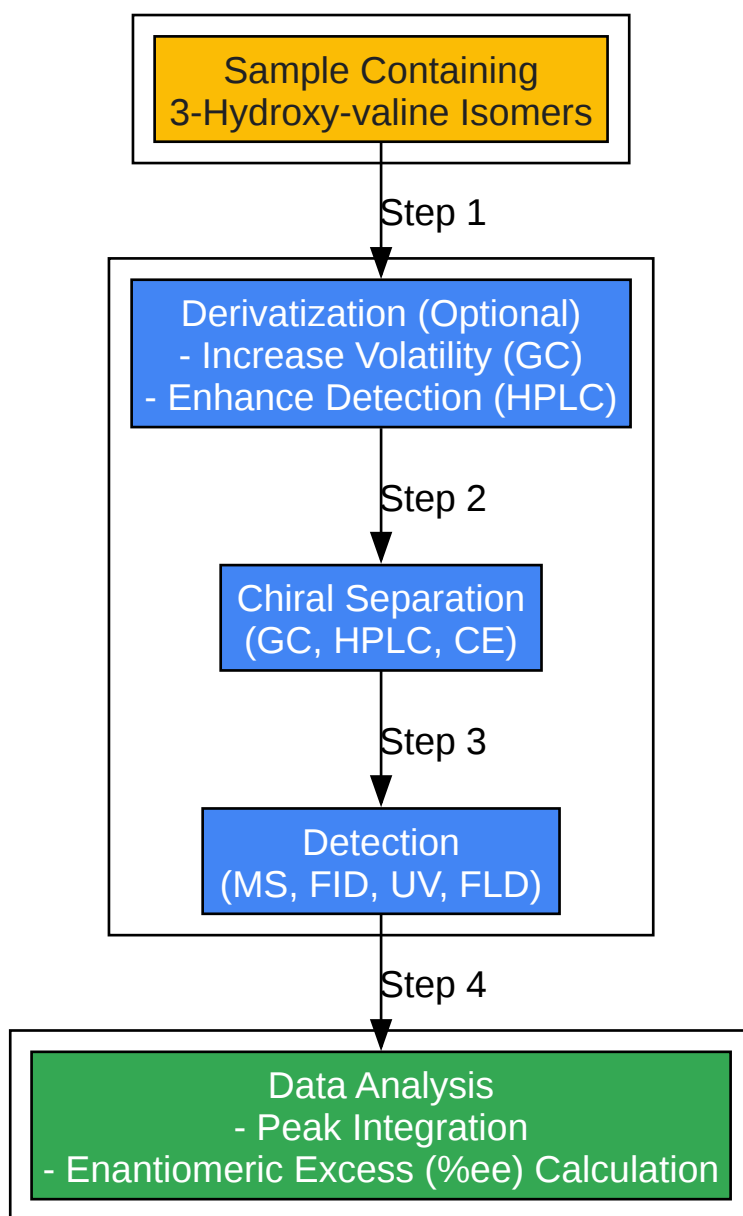 Sample Containing
3-Hydroxy-valine Isomers
Step 1
Derivatization (Optional)
- Increase Volatility (GC)
- Enhance Detection (HPLC)
Step 2
Chiral Separation
(GC, HPLC, CE)
Step 3
Detection
(MS, FID, UV, FLD)
Step 4
Data Analysis
- Peak Integration
- Enantiomeric Excess (%ee) Calculation